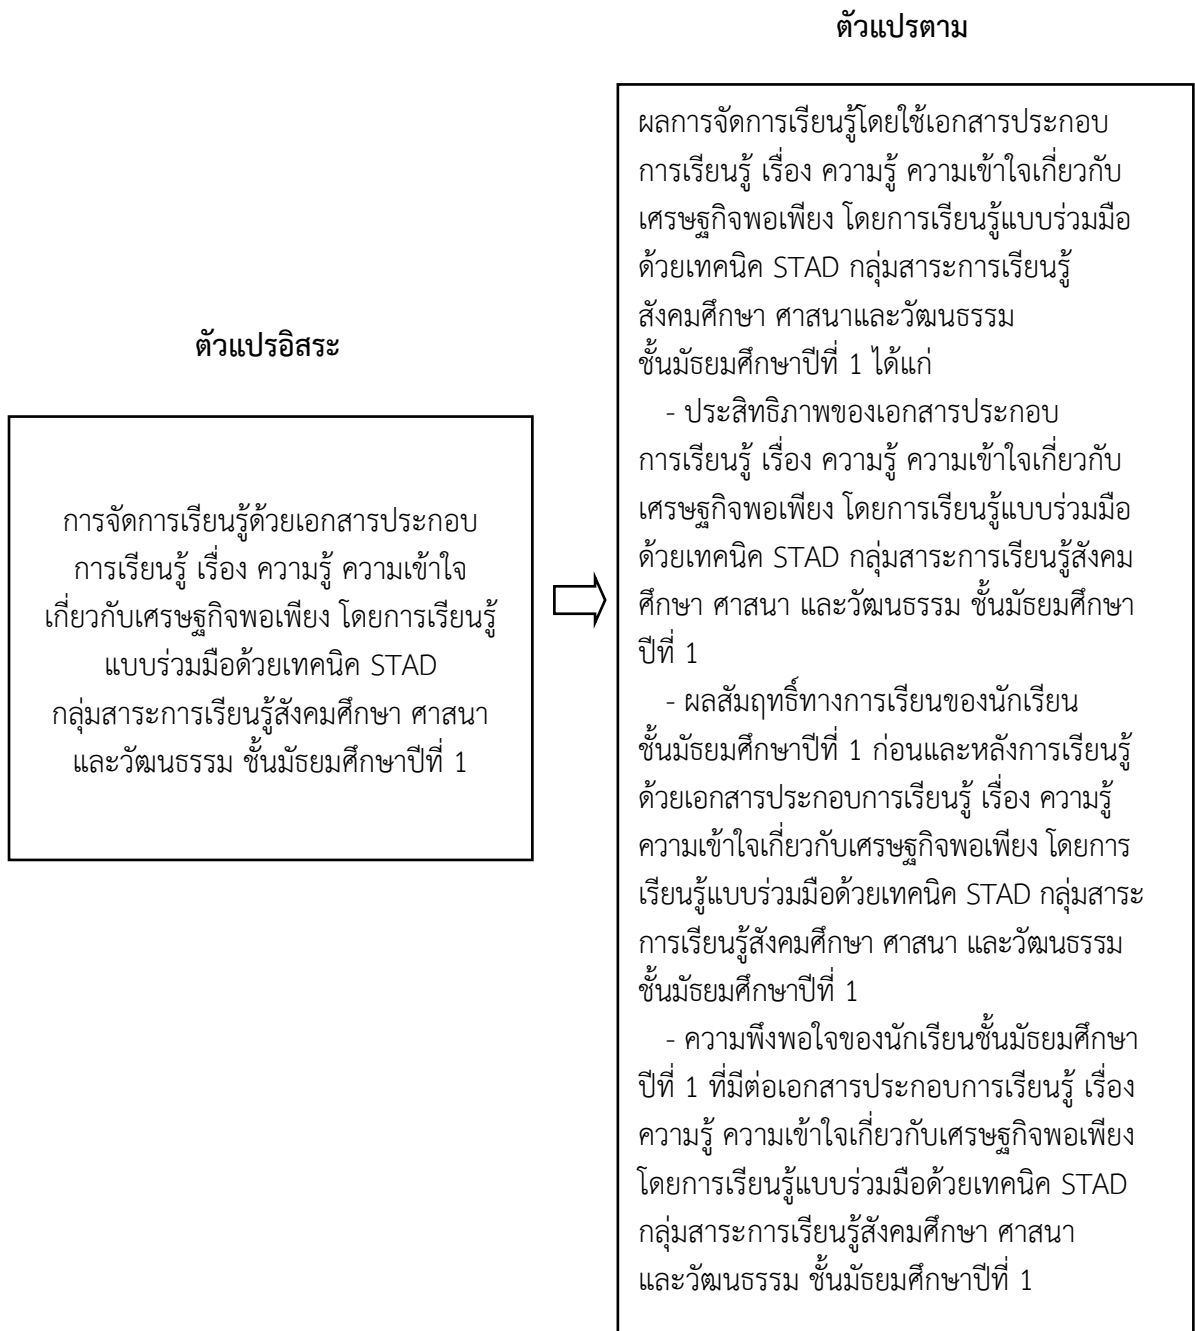 ตัวแปรตาม
ตัวแปรอิสระ
การจัดการเรียนรู้ด้วยเอกสารประกอบ
การเรียนรู้ เรื่อง ความรู้ ความเข้าใจ
เกี่ยวกับเศรษฐกิจพอเพียง โดยการเรียนรู้
แบบร่วมมือด้วยเทคนิค STAD
กลุ่มสาระการเรียนรู้สังคมศึกษา ศาสนา
และวัฒนธรรม ชั้นมัธยมศึกษาปีที่ 1
ผลการจัดการเรียนรู้โดยใช้เอกสารประกอบ
การเรียนรู้ เรื่อง ความรู้ ความเข้าใจเกี่ยวกับ
เศรษฐกิจพอเพียง โดยการเรียนรู้แบบร่วมมือ
ด้วยเทคนิค STAD กลุ่มสาระการเรียนรู้
สังคมศึกษา ศาสนาและวัฒนธรรม
ชั้นมัธยมศึกษาปีที่ 1 ได้แก่
- ประสิทธิภาพของเอกสารประกอบ
การเรียนรู้ เรื่อง ความรู้ ความเข้าใจเกี่ยวกับ
เศรษฐกิจพอเพียง โดยการเรียนรู้แบบร่วมมือ
ด้วยเทคนิค STAD กลุ่มสาระการเรียนรู้สังคม
ศึกษา ศาสนา และวัฒนธรรม ชั้นมัธยมศึกษา
ปีที่ 1
- ผลสัมฤทธิ์ทางการเรียนของนักเรียน
ชั้นมัธยมศึกษาปีที่ 1 ก่อนและหลังการเรียนรู้
ด้วยเอกสารประกอบการเรียนรู้ เรื่อง ความรู้
ความเข้าใจเกี่ยวกับเศรษฐกิจพอเพียง โดยการ
เรียนรู้แบบร่วมมือด้วยเทคนิค STAD กลุ่มสาระ
การเรียนรู้สังคมศึกษา ศาสนา และวัฒนธรรม
ชั้นมัธยมศึกษาปีที่ 1
- ความพึงพอใจของนักเรียนชั้นมัธยมศึกษา
ปีที่ 1 ที่มีต่อเอกสารประกอบการเรียนรู้ เรื่อง
ความรู้ ความเข้าใจเกี่ยวกับเศรษฐกิจพอเพียง
โดยการเรียนรู้แบบร่วมมือด้วยเทคนิค STAD
กลุ่มสาระการเรียนรู้สังคมศึกษา ศาสนา
และวัฒนธรรม ชั้นมัธยมศึกษาปีที่ 1